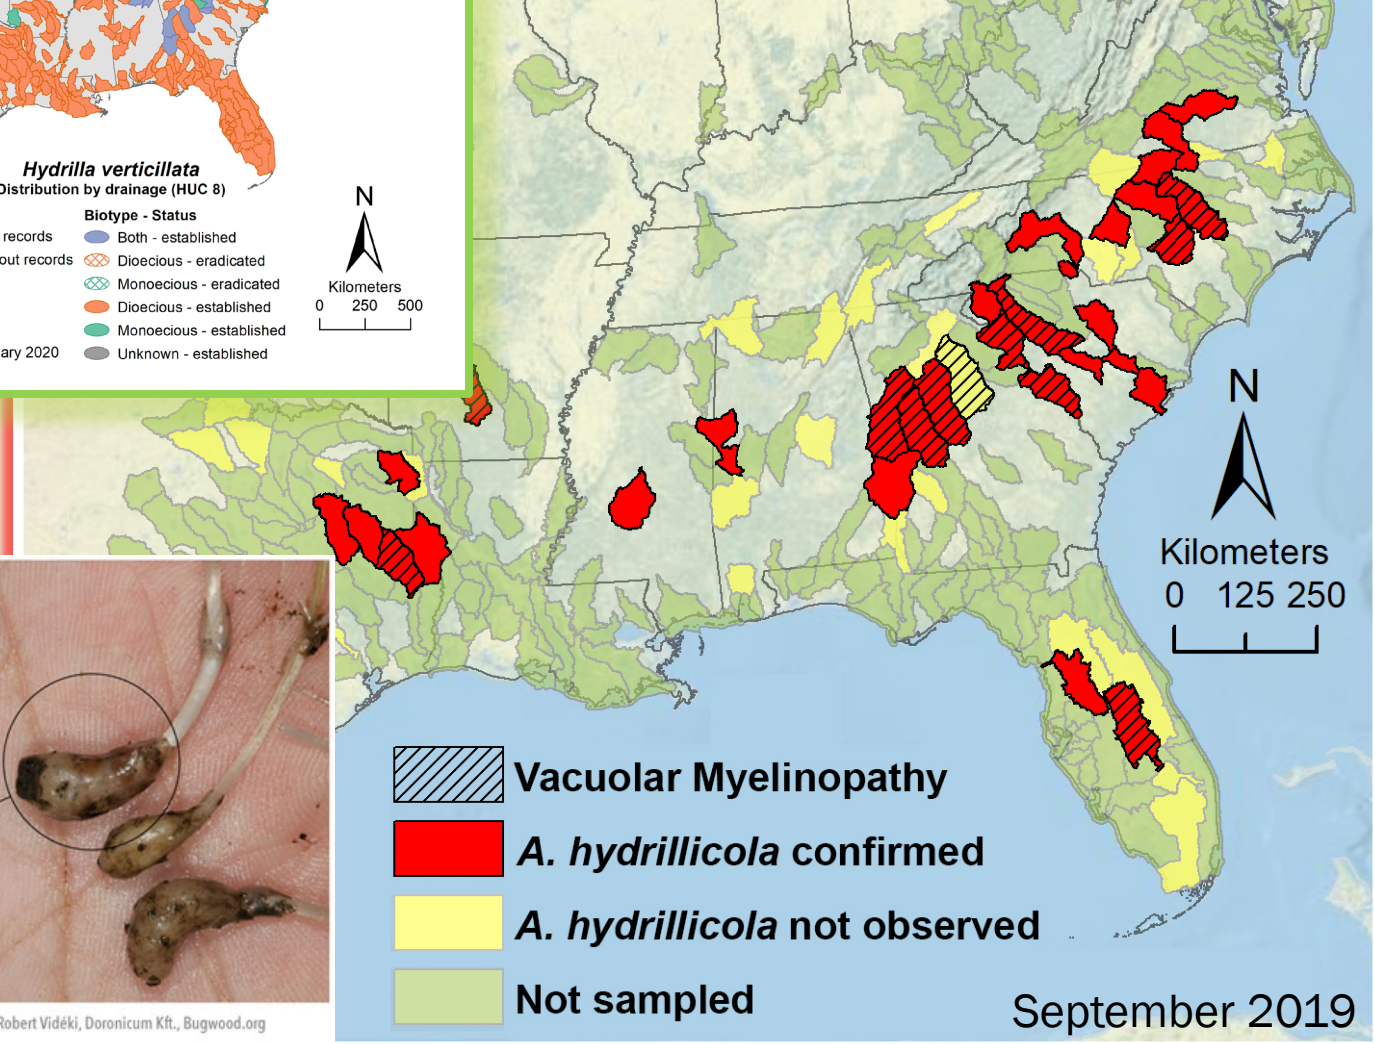 Hydrilla verticillata
Distribution by drainage (HUC 8)
Biotype - Status
records
Both - established
out records
Dioecious - eradicated
Monoecious - eradicated
Dioecious - established
Monoecious - established
ary 2020
Unknown - established
N
Kilometers
0 250 500
N
Kilometers
0 125 250
Vacuolar Myelinopathy
A. hydrillicola confirmed
A. hydrillicola not observed
Not sampled
September 2019
Robert Vidéki, Doronicum Kft., Bugwood.org